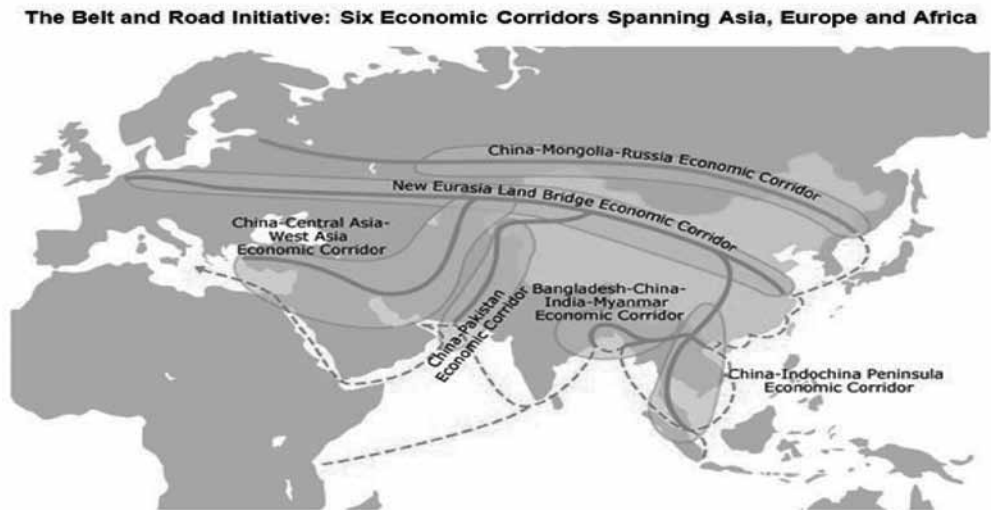 The Belt and Road Initiative: Six Economic Corridors Spanning Asia, Europe and Africa
China-Mongolia-Russia Economic Corridor
New Eurasia Land Bridge Economic Corridor
China-Central Asia-
West Asia
Economic Corridor
China-Pakistan
Economic Corridor
Bangladesh-China-
India-Myanmar
Economic Corridor
China-Indochina Peninsula
Economic Corridor